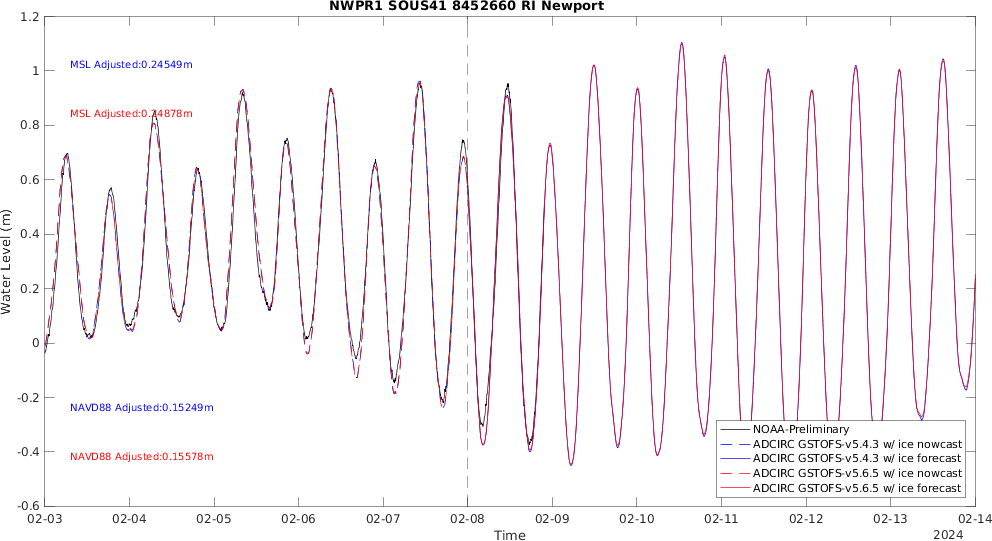 NWPR1 SOUS41 8452660 RI Newport
1.2
1
0.8
0.6
0.4
0.2
0
-0.2
-0.4
-0.6
Water Level (m)
MSL Adjusted:0.24549m
MSL Adjusted:0.24878m
NAVD88 Adjusted:0.15249m
NAVD88 Adjusted:0.15578m
NOAA-Preliminary
ADCIRC GSTOFS-v5.4.3 w/ ice nowcast
ADCIRC GSTOFS-v5.4.3 w/ ice forecast
ADCIRC GSTOFS-v5.6.5 w/ ice nowcast
ADCIRC GSTOFS-v5.6.5 w/ ice forecast
02-03 02-04 02-05 02-06 02-07 02-08 02-09 02-10 02-11 02-12 02-13 02-14
Time
2024